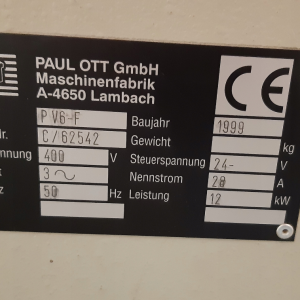 PAUL OTT GmbH
Maschinenfabrik
A-4650 Lambach
CE
PV6-F Baujahr 1999
r. C/62542 Gewicht kg
nnung 400 V Steuerspannung 24- V
3~ Nennstrom A
z 50 Hz Leistung 12 kW